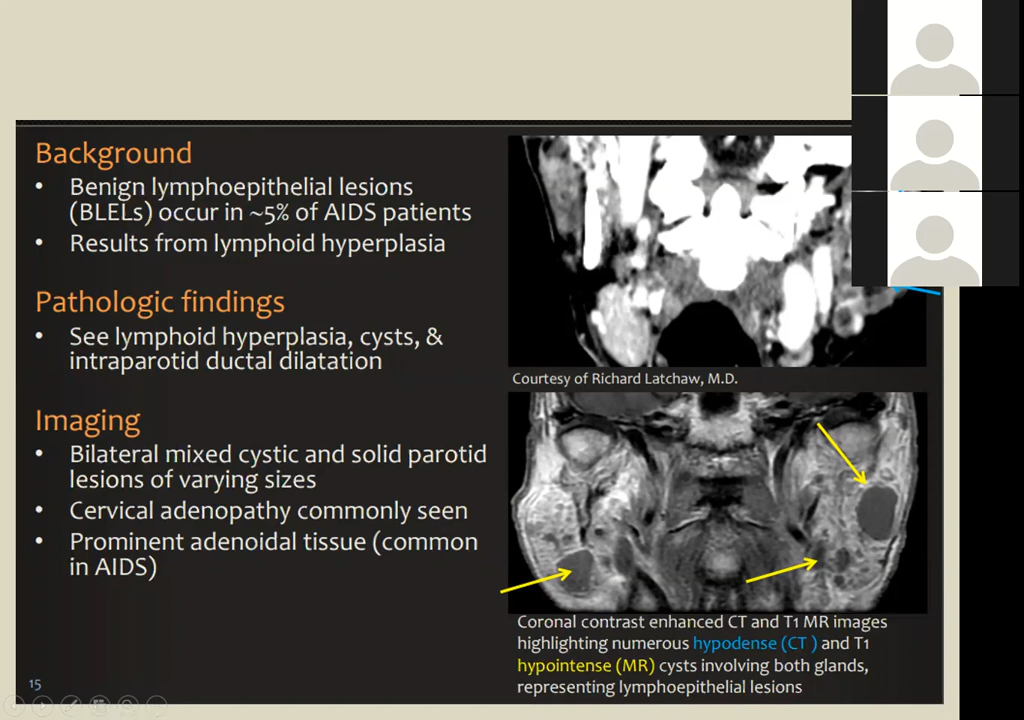 Background
• Benign lymphoepithelial lesions
(BLELs) occur in ~5% of AIDS patients
• Results from lymphoid hyperplasia
Pathologic findings
• See lymphoid hyperplasia, cysts, &
intraparotid ductal dilatation
Imaging
• Bilateral mixed cystic and solid parotid
lesions of varying sizes
• Cervical adenopathy commonly seen
• Prominent adenoidal tissue (common
in AIDS)
Courtesy of Richard Latchaw, M.D.
Coronal contrast enhanced CT and T1 MR images
highlighting numerous hypodense (CT ) and T1
hypointense (MR) cysts involving both glands,
representing lymphoepithelial lesions
15